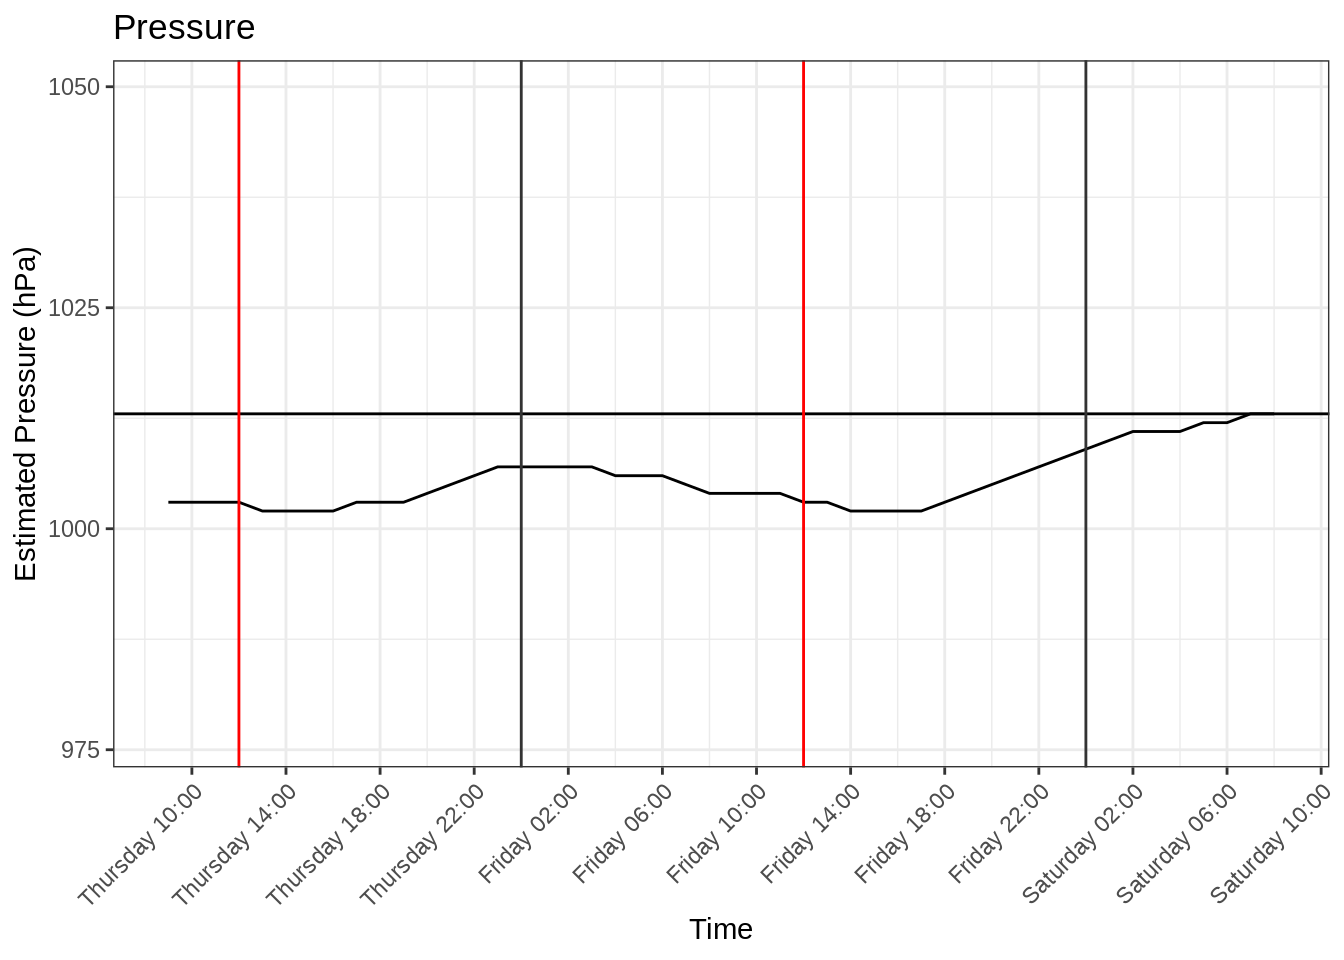 Pressure
Estimated Pressure (hPa)
1050
1025
1000
975
Thursday 10:00
Thursday 14:00
Thursday 18:00
Thursday 22:00
Friday 02:00
Friday 06:00
Friday 10:00
Friday 14:00
Friday 18:00
Friday 22:00
Saturday 02:00
Saturday 06:00
Saturday 10:00
Time